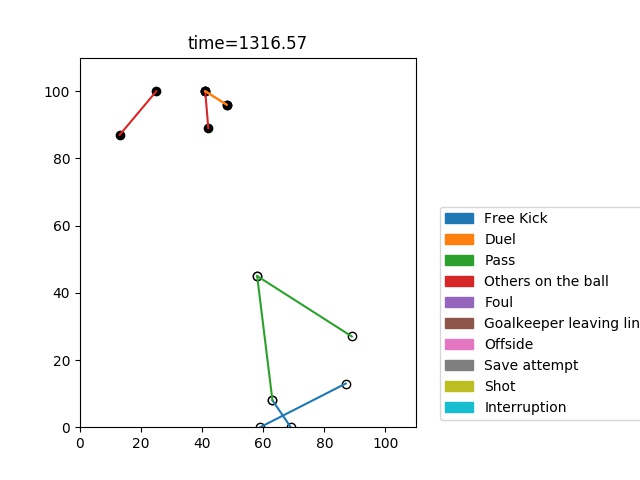 time=1316.57
100
80
60
40
20
0
0 20 40 60 80 100
Free Kick
Duel
Pass
Others on the ball
Foul
Goalkeeper leaving lin
Offside
Save attempt
Shot
Interruption